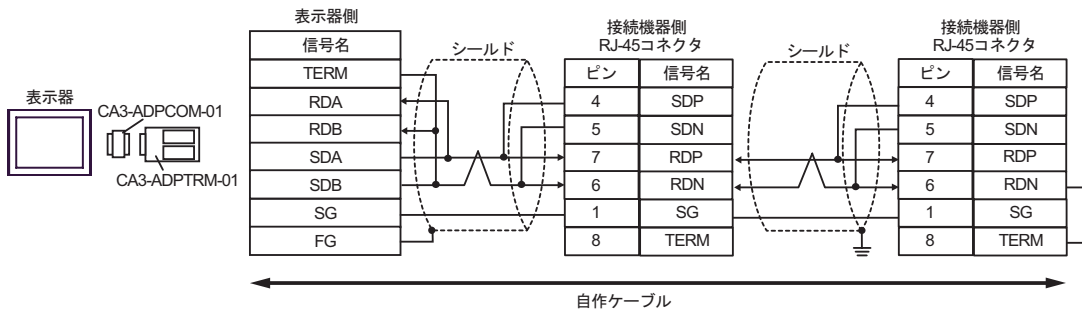 表示器
CA3-ADPCOM-01
CA3-ADPTRM-01
表示器側
信号名
TERM
RDA
RDB
SDA
SDB
SG
FG
シールド
接続機器側
RJ-45コネクタ
ピン 信号名
4 SDP
5 SDN
7 RDP
6 RDN
1 SG
8 TERM
シールド
接続機器側
RJ-45コネクタ
ピン 信号名
4 SDP
5 SDN
7 RDP
6 RDN
1 SG
8 TERM
自作ケーブル